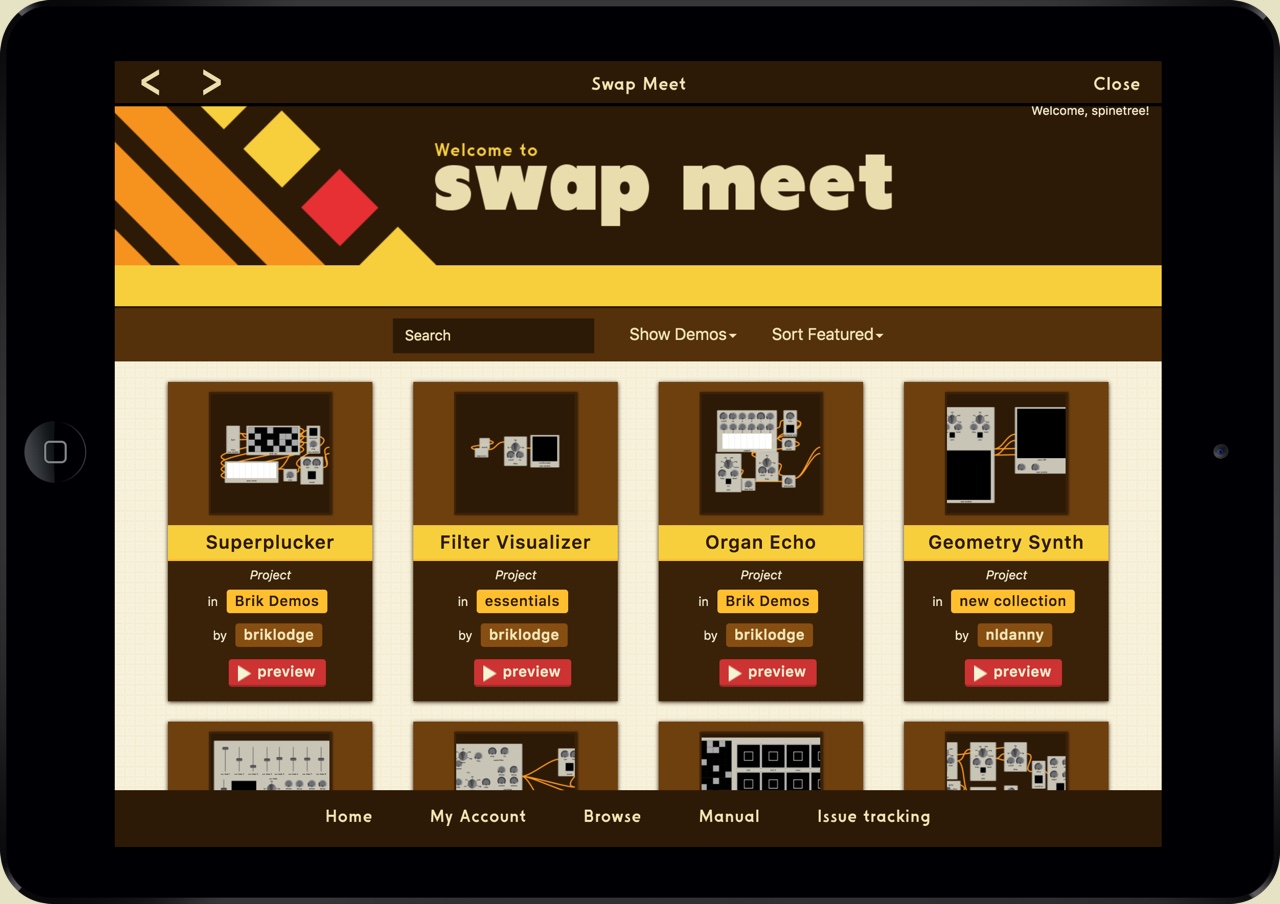 < > Swap Meet Close
Welcome, spinetree!
Welcome to
swap meet
Search Show Demos Sort Featured
Superplucker Filter Visualizer Organ Echo Geometry Synth
Project Project Project Project
in Brik Demos in essentials in Brik Demos in new collection
by briklodge by briklodge by briklodge by nldanny
preview preview preview preview
Home My Account Browse Manual Issue tracking